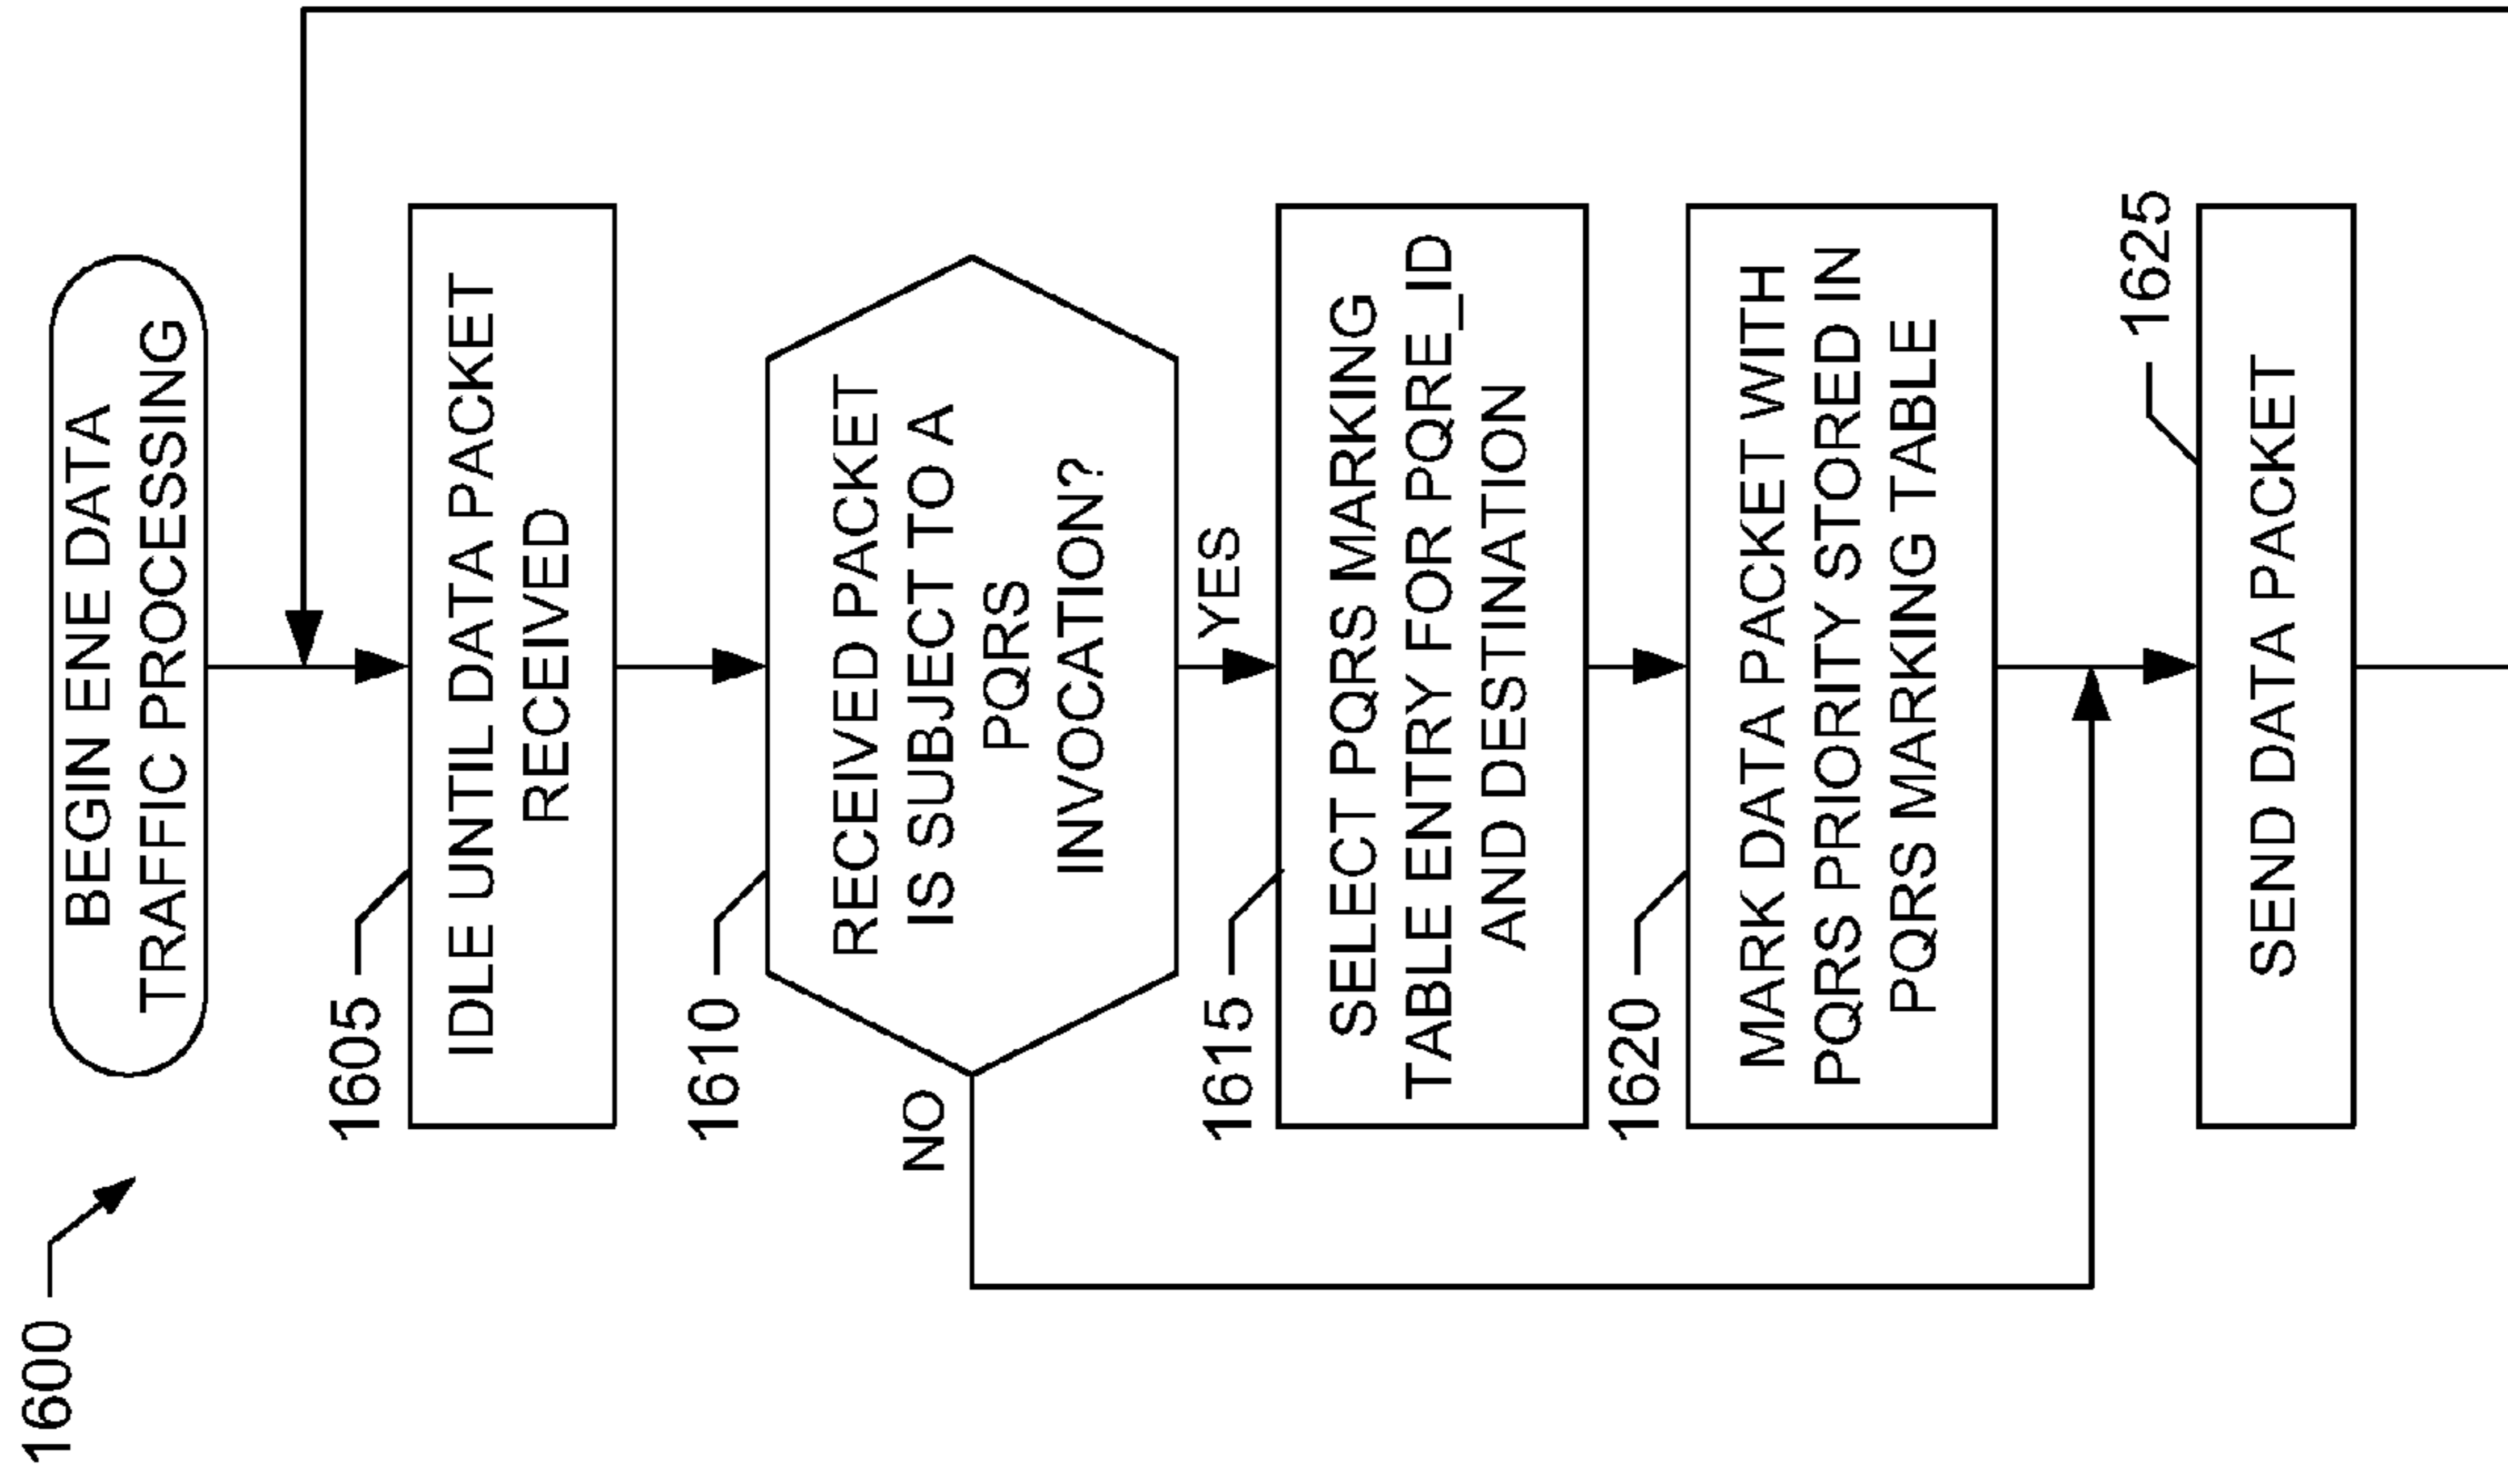 1600
BEGIN ENE DATA
TRAFFIC PROCESSING
1605
IDLE UNTIL DATA PACKET
RECEIVED
1610
RECEIVED PACKET
IS SUBJECT TO A
PQRS
INVOCATION?
NO
YES
1615
SELECT PQRS MARKING
TABLE ENTRY FOR PQRE_ID
AND DESTINATION
1620
MARK DATA PACKET WITH
PQRS PRIORITY STORED IN
PQRS MARKING TABLE
1625
SEND DATA PACKET